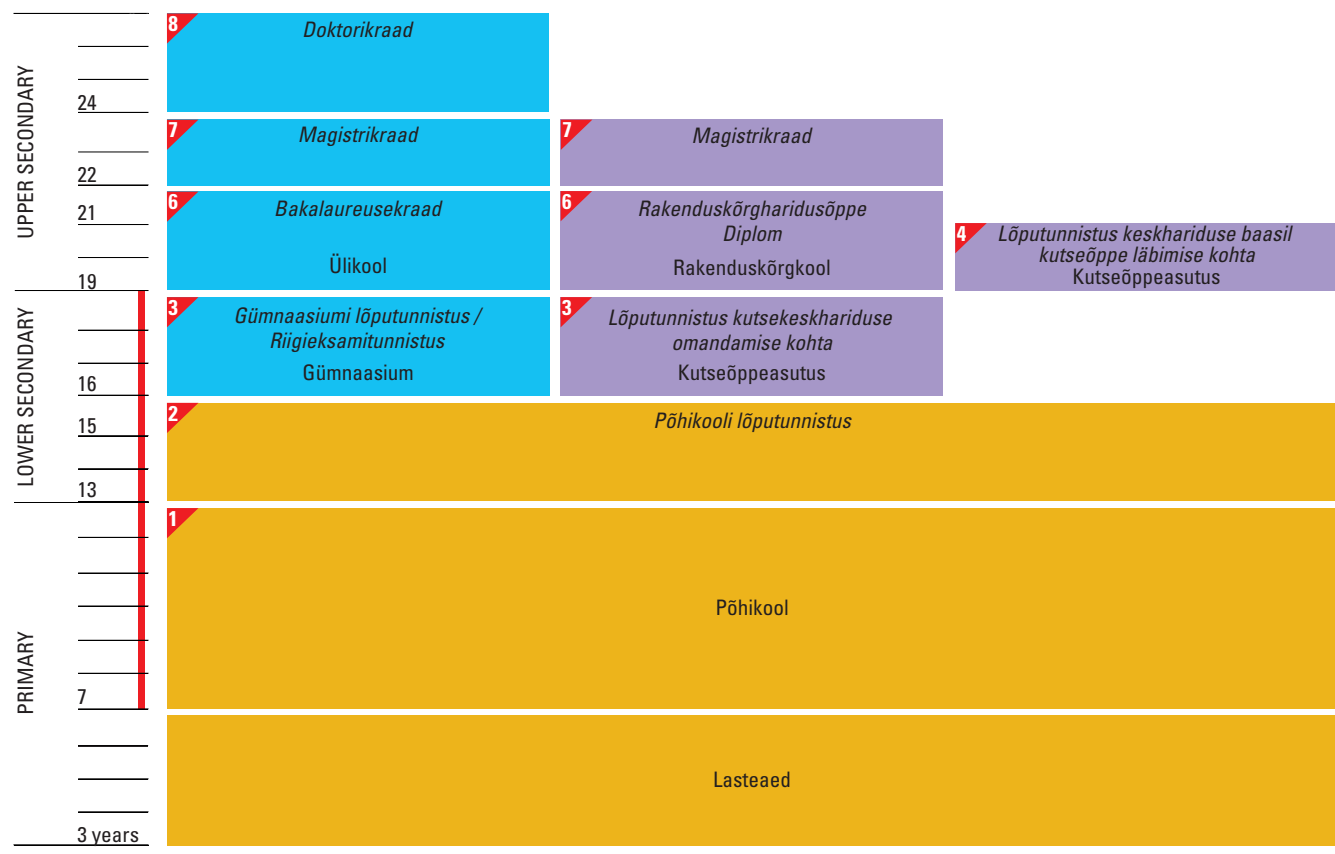 UPPER SECONDARY
LOWER SECONDARY
PRIMARY
24
22
21
19
16
15
13
7
3 years
8
Doktorikraad
7
Magistrikraad
7
Magistrikraad
6
Bakalaureusekraad
Ülikool
6
Rakenduskõrgharidusõppe
Diplom
Rakenduskõrgkool
4
Lõputunnistus keskhariduse baasil
kutseõppe läbimise kohta
Kutseõppeasutus
3
Gümnaasiumi lõputunnistus /
Riigieksamitunnistus
Gümnaasium
3
Lõputunnistus kutsekeskhariduse
omandamise kohta
Kutseõppeasutus
2
Põhikooli lõputunnistus
1
Põhikool
Lasteaed